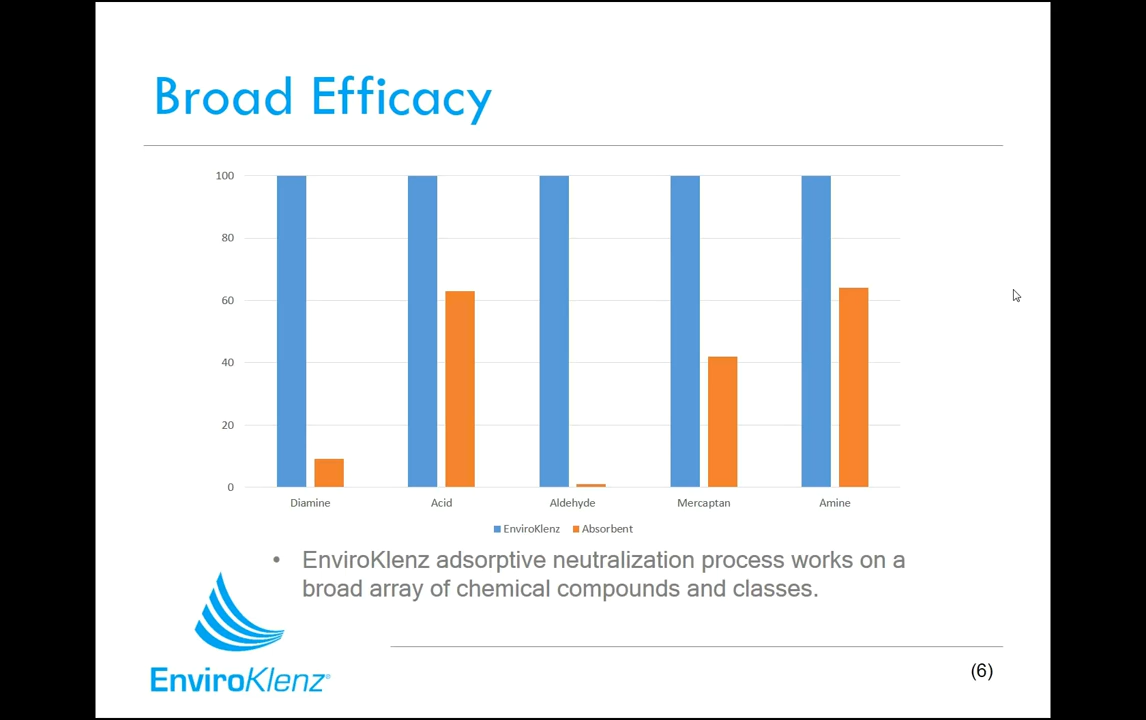 Broad Efficacy
100
80
60
40
20
0
Diamine Acid Aldehyde Mercaptan Amine
EnviroKlenz Absorbent
• EnviroKlenz adsorptive neutralization process works on a
broad array of chemical compounds and classes.
EnviroKlenz®
(6)